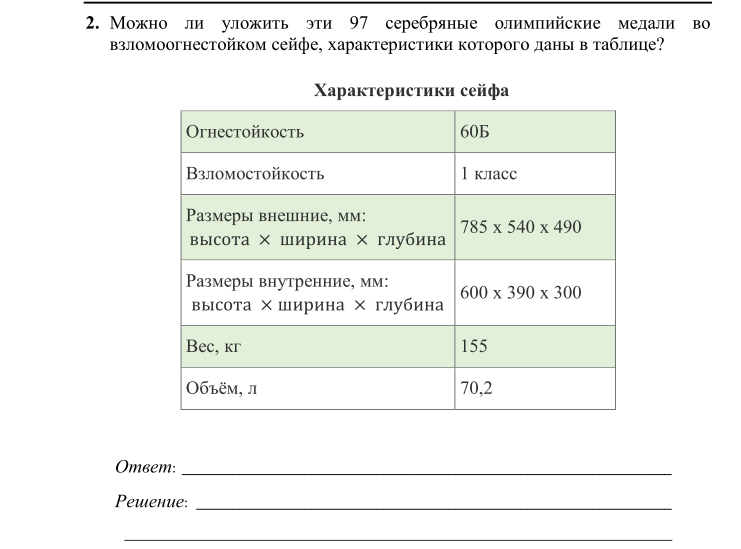 2. Можно ли уложить эти 97 серебряные олимпийские медали во
взломоогнестойком сейфе, характеристики которого даны в таблице?
Характеристики сейфа
Огнестойкость 60Б
Взломостойкость 1 класс
Размеры внешние, мм:
высота × ширина × глубина 785 х 540 х 490
Размеры внутренние, мм:
высота × ширина × глубина 600 х 390 х 300
Вес, кг 155
Объём, л 70,2
Ответ:
Решение: